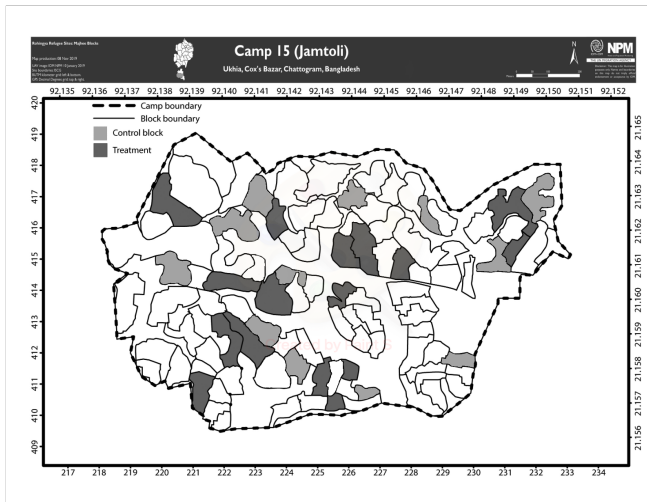 Rohingya Refugee Sites Majhee Blocks
Camp 15 (Jamtoli)
Ukhia, Cox's Bazar, Chattogram, Bangladesh
N
NPM
92,135 92,136 92,137 92,138 92,139 92,140 92,141 92,142 92,143 92,144 92,145 92,146 92,147 92,148 92,149 92,150 92,151 92,152
Camp boundary
Block boundary
Control block
Treatment
420
419
418
417
416
415
414
413
412
411
410
409
21.165
21.164
21.163
21.162
21.161
21.160
21.159
21.158
21.157
21.156
217 218 219 220 221 222 223 224 225 226 227 228 229 230 231 232 233 234